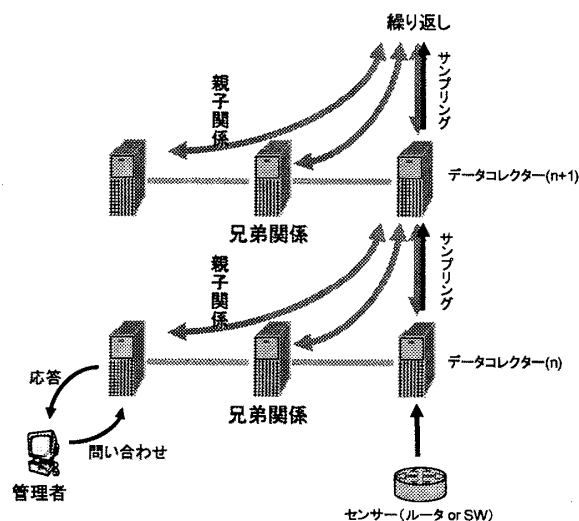 繰り返し
サンプリング
親子関係
データコレクター(n+1)
兄弟関係
サンプリング
親子関係
データコレクター(n)
応答
兄弟関係
問い合わせ
管理者
センサー(ルータ or SW)